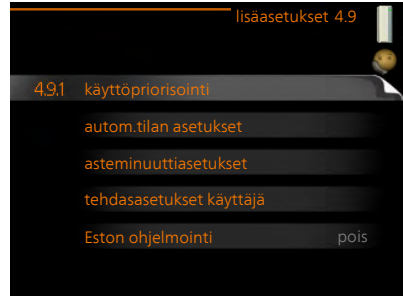 lisäasetukset 4.9
4.9.1 käyttöpriorisointi
autom.tilan asetukset
asteminuuttiasetukset
tehdasasetukset käyttäjä
Eston ohjelmointi pois